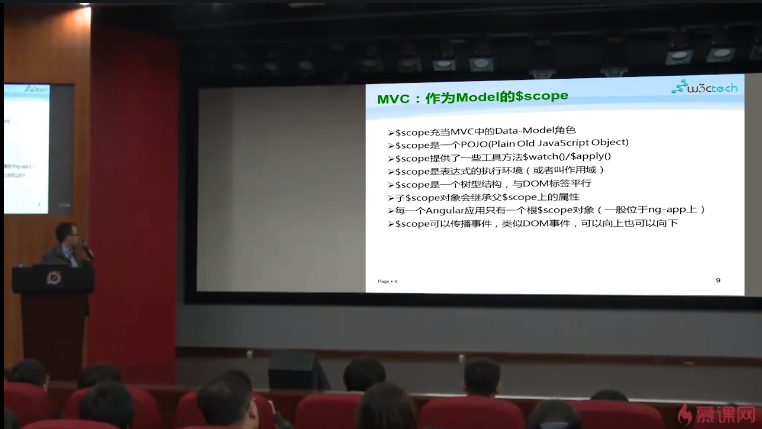 MVC：作为Model的$scope
w3ctech
➢$scope充当MVC中的Data-Model角色
➢$scope是一个POJO(Plain Old JavaScript Object)
➢$scope提供了一些工具方法$watch()/$apply()
➢$scope是表达式的执行环境（或者叫作用域）
➢$scope是一个树型结构，与DOM标签平行
➢子$scope对象会继承父$scope上的属性
➢每一个Angular应用只有一个根$scope对象（一般位于ng-app上）
➢$scope可以传播事件，类似DOM事件，可以向上也可以向下
Page ▪ 9
9
慕课网